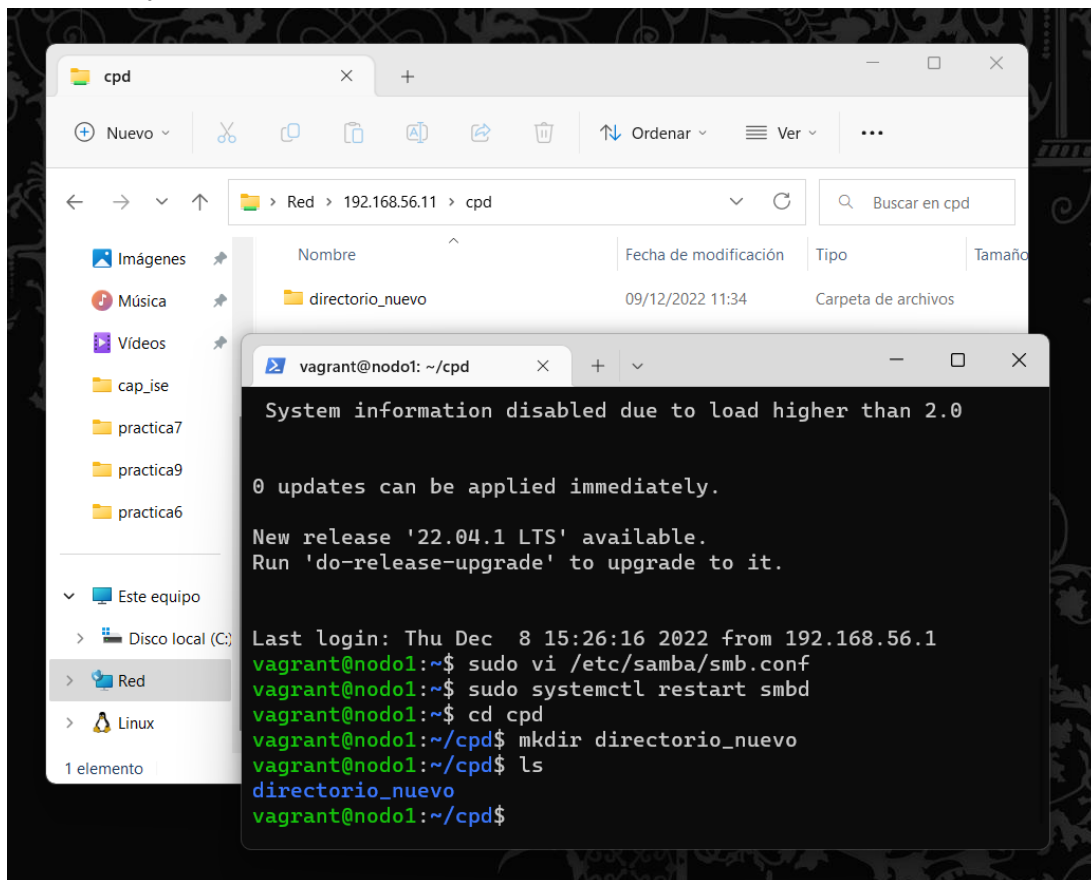 cpd
Nuevo
Ordenar
Ver
Red > 192.168.56.11 > cpd
Buscar en cpd
Imágenes
Música
Vídeos
cap_ise
practica7
practica9
practica6
Este equipo
Disco local (C:)
Red
Linux
1 elemento
Nombre
Fecha de modificación
Tipo
Tamaño
directorio_nuevo
09/12/2022 11:34
Carpeta de archivos
vagrant@nodo1: ~/cpd
System information disabled due to load higher than 2.0
0 updates can be applied immediately.
New release '22.04.1 LTS' available.
Run 'do-release-upgrade' to upgrade to it.
Last login: Thu Dec  8 15:26:16 2022 from 192.168.56.1
vagrant@nodo1:~$ sudo vi /etc/samba/smb.conf
vagrant@nodo1:~$ sudo systemctl restart smbd
vagrant@nodo1:~$ cd cpd
vagrant@nodo1:~/cpd$ mkdir directorio_nuevo
vagrant@nodo1:~/cpd$ ls
directorio_nuevo
vagrant@nodo1:~/cpd$